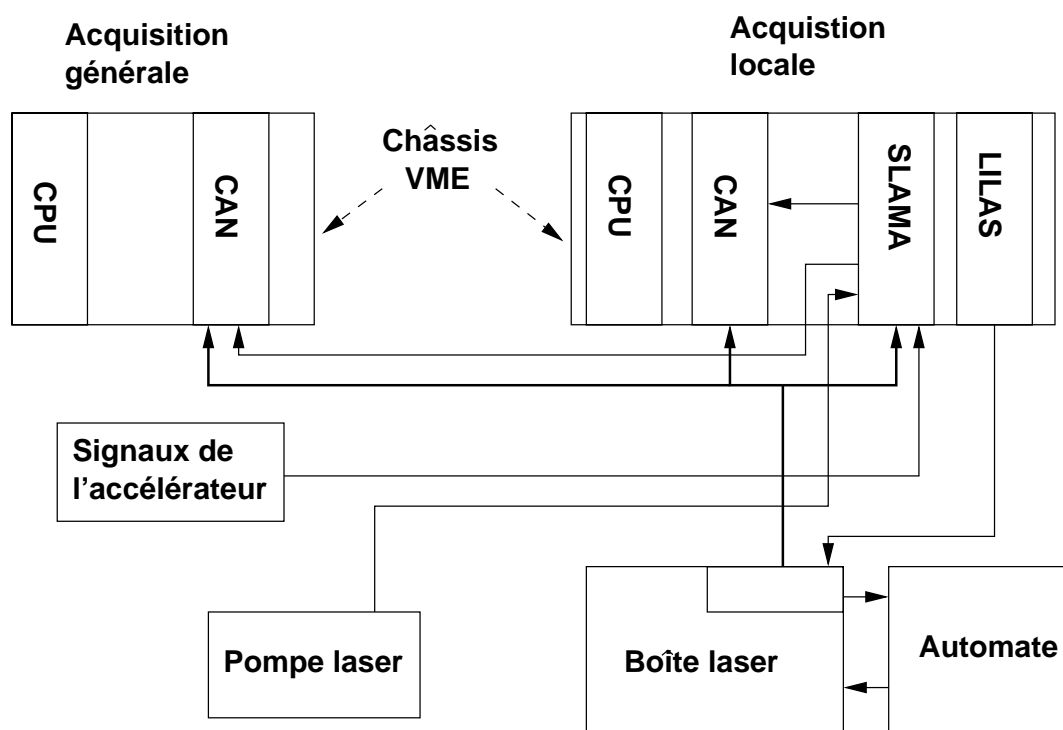 Acquisition
générale
Acquistion
locale
Châssis
VME
CPU
CAN
CPU
CAN
SLAMA
LILAS
Signaux de
l'accélérateur
Pompe laser
Boîte laser
Automate